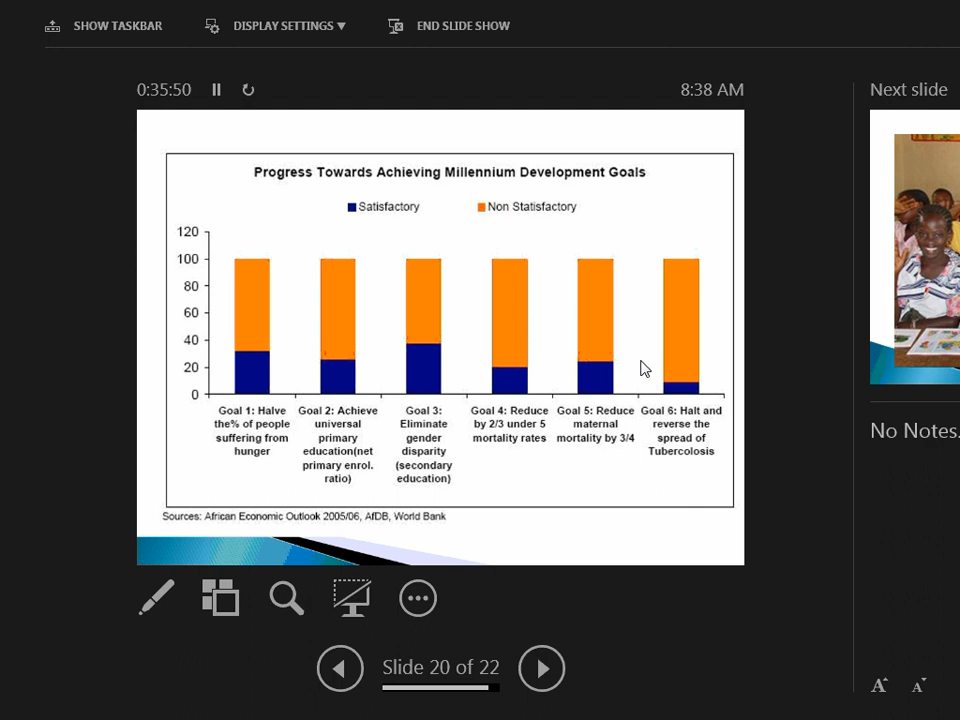 SHOW TASKBAR
DISPLAY SETTINGS ▼
END SLIDE SHOW
0:35:50
8:38 AM
Next slide
Progress Towards Achieving Millennium Development Goals
Satisfactory
Non Statisfactory
120
100
80
60
40
20
0
Goal 1: Halve
the% of people
suffering from
hunger
Goal 2: Achieve
universal
primary
education(net
primary enrol.
ratio)
Goal 3:
Eliminate
gender
disparity
(secondary
education)
Goal 4: Reduce
by 2/3 under 5
mortality rates
Goal 5: Reduce
maternal
mortality by 3/4
Goal 6: Halt and
reverse the
spread of
Tubercolosis
Sources: African Economic Outlook 2005/06, AfDB, World Bank
No Notes.
Slide 20 of 22
A A